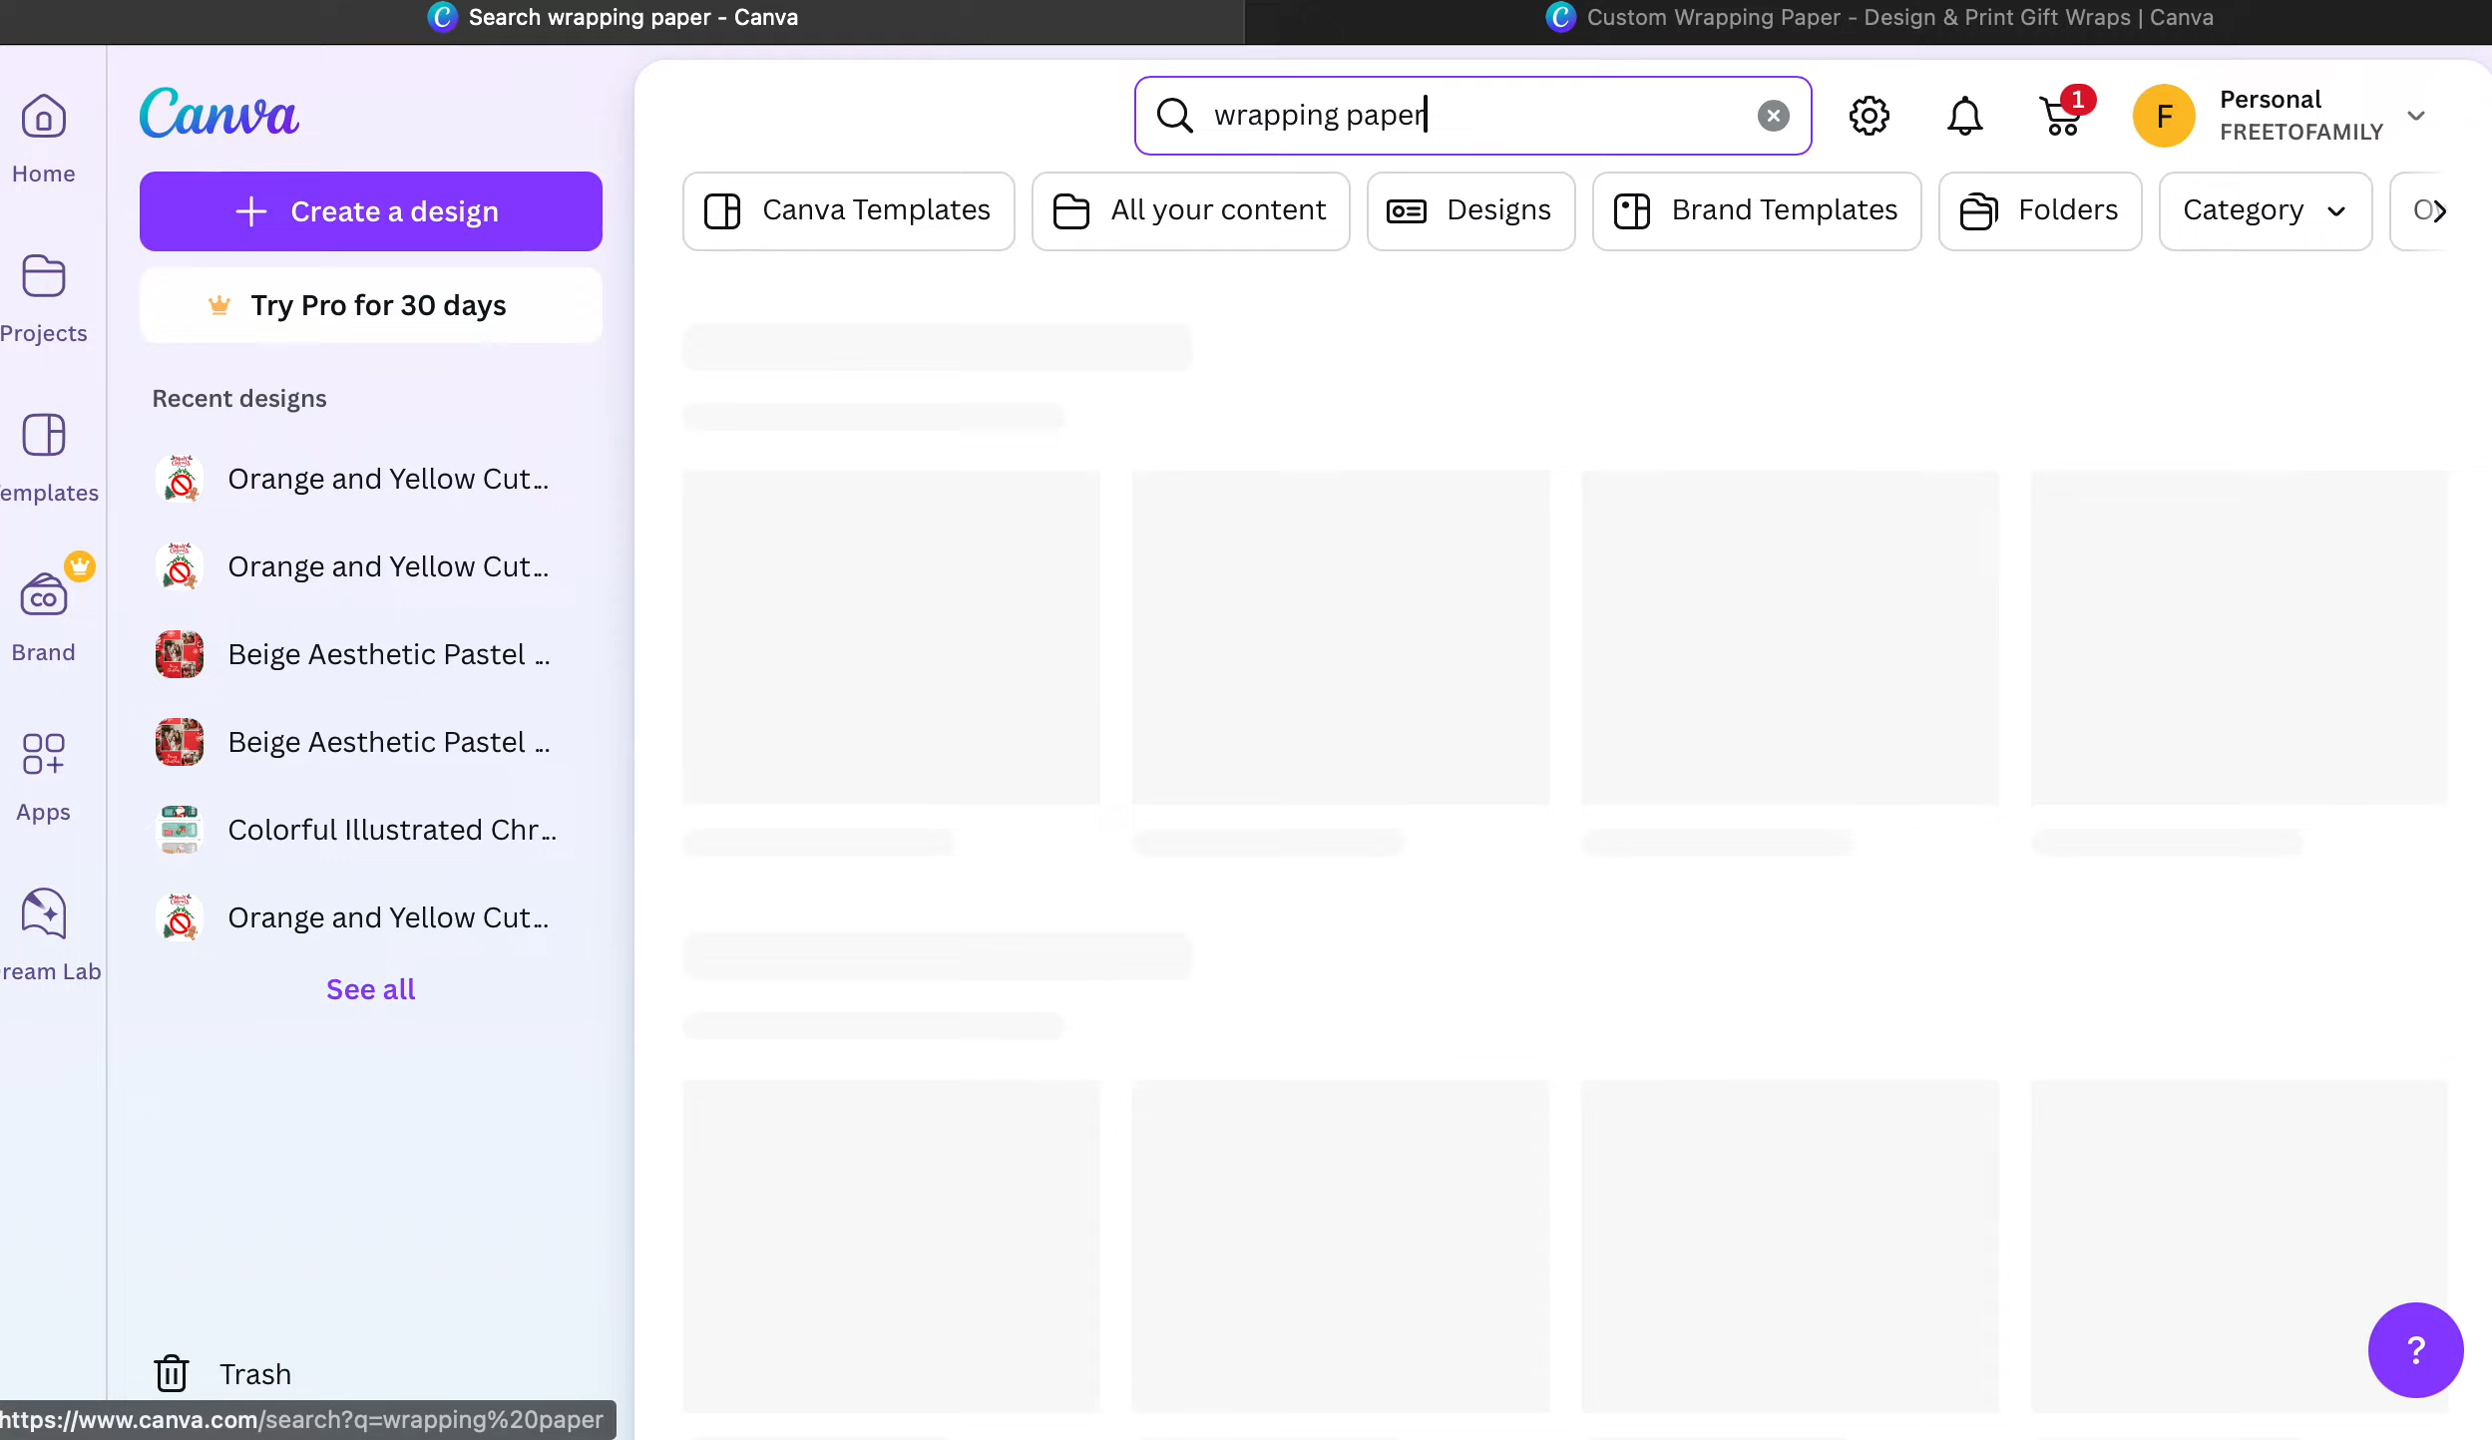 Search wrapping paper - Canva
Custom Wrapping Paper - Design & Print Gift Wraps | Canva
Home
Projects
emplates
Brand
Apps
ream Lab
Canva
Create a design
Try Pro for 30 days
Recent designs
Orange and Yellow Cut...
Orange and Yellow Cut...
Beige Aesthetic Pastel ...
Beige Aesthetic Pastel ...
Colorful Illustrated Chr...
Orange and Yellow Cut...
See all
Trash
https://www.canva.com/search?q=wrapping%20paper
wrapping paper
1
F
Personal
FREETOFAMILY
Canva Templates
All your content
Designs
Brand Templates
Folders
Category
?